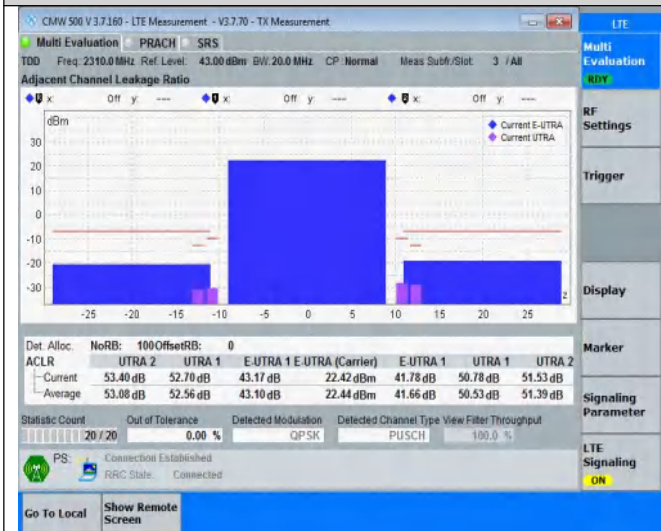 CMW 500 V 3.7.160 - LTE Measurement - V3.7.70 - TX Measurement
LTE
Multi Evaluation PRACH SRS
TDD Freq: 2310.0 MHz Ref. Level: 43.00 dBm BW: 20.0 MHz CP: Normal Meas Subfr./Slot: 3 / All
Adjacent Channel Leakage Ratio
x: Off y: --- x: Off y: --- x: Off y: ---
dBm
Current E-UTRA
Current UTRA
30
20
10
0
-10
-20
-30
z
-25 -20 -15 -10 -5 0 5 10 15 20 25
Det. Alloc. NoRB: 100 OffsetRB: 0
ACLR UTRA 2 UTRA 1 E-UTRA 1 E-UTRA (Carrier) E-UTRA 1 UTRA 1 UTRA 2
Current 53.40 dB 52.70 dB 43.17 dB 22.42 dBm 41.78 dB 50.78 dB 51.53 dB
Average 53.08 dB 52.56 dB 43.10 dB 22.44 dBm 41.66 dB 50.53 dB 51.39 dB
Statistic Count Out of Tolerance Detected Modulation Detected Channel Type View Filter Throughput
20 / 20 0.00 % QPSK PUSCH 100.0 %
PS: Connection Established
RRC State: Connected
Multi
Evaluation
RDY
RF
Settings
Trigger
Display
Marker
Signaling
Parameter
LTE
Signaling
ON
Go To Local
Show Remote
Screen